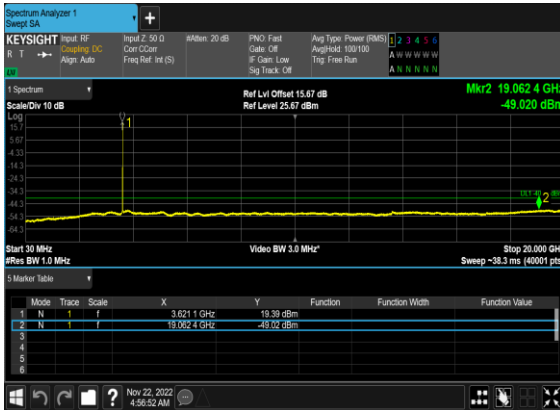 Spectrum Analyzer 1
Swept SA
+
KEYSIGHT Input: RF Input Z: 50 Ω #Atten: 20 dB PNO: Fast Avg Type: Power (RMS) 1 2 3 4 5 6
R T Coupling: DC Corr CCorr Gate: Off Avg|Hold: 100/100 A W W W W W
Align: Auto Freq Ref: Int (S) IF Gain: Low Trig: Free Run
Sig Track: Off A N N N N N
1 Spectrum Ref Lvl Offset 15.67 dB Mkr2 19.062 4 GHz
Scale/Div 10 dB Ref Level 25.67 dBm -49.020 dBm
Log
15.7
5.67
-4.33
-14.3
-24.3
-34.3
-44.3
-54.3
-64.3
1
2
Start 30 MHz Video BW 3.0 MHz* Stop 20.000 GH
#Res BW 1.0 MHz Sweep ~38.3 ms (40001 pts
5 Marker Table
Mode Trace Scale X Y Function Function Width Function Value
1 N 1 f 3.621 1 GHz 19.39 dBm
2 N 1 f 19.062 4 GHz -49.02 dBm
3
4
5
6
? Nov 22, 2022
4:56:52 AM